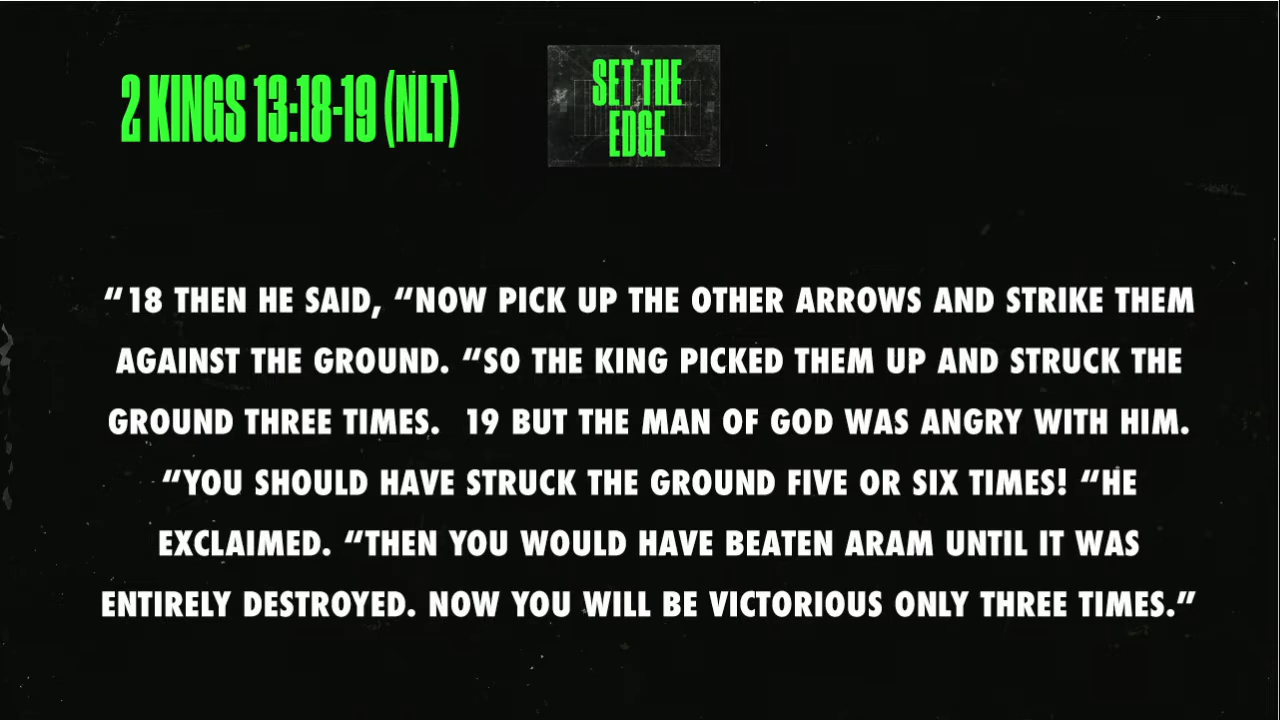 2 KINGS 13:18-19 (NLT)
SET THE
EDGE
“18 THEN HE SAID, “NOW PICK UP THE OTHER ARROWS AND STRIKE THEM
AGAINST THE GROUND. “SO THE KING PICKED THEM UP AND STRUCK THE
GROUND THREE TIMES.  19 BUT THE MAN OF GOD WAS ANGRY WITH HIM.
“YOU SHOULD HAVE STRUCK THE GROUND FIVE OR SIX TIMES! “HE
EXCLAIMED. “THEN YOU WOULD HAVE BEATEN ARAM UNTIL IT WAS
ENTIRELY DESTROYED. NOW YOU WILL BE VICTORIOUS ONLY THREE TIMES.”